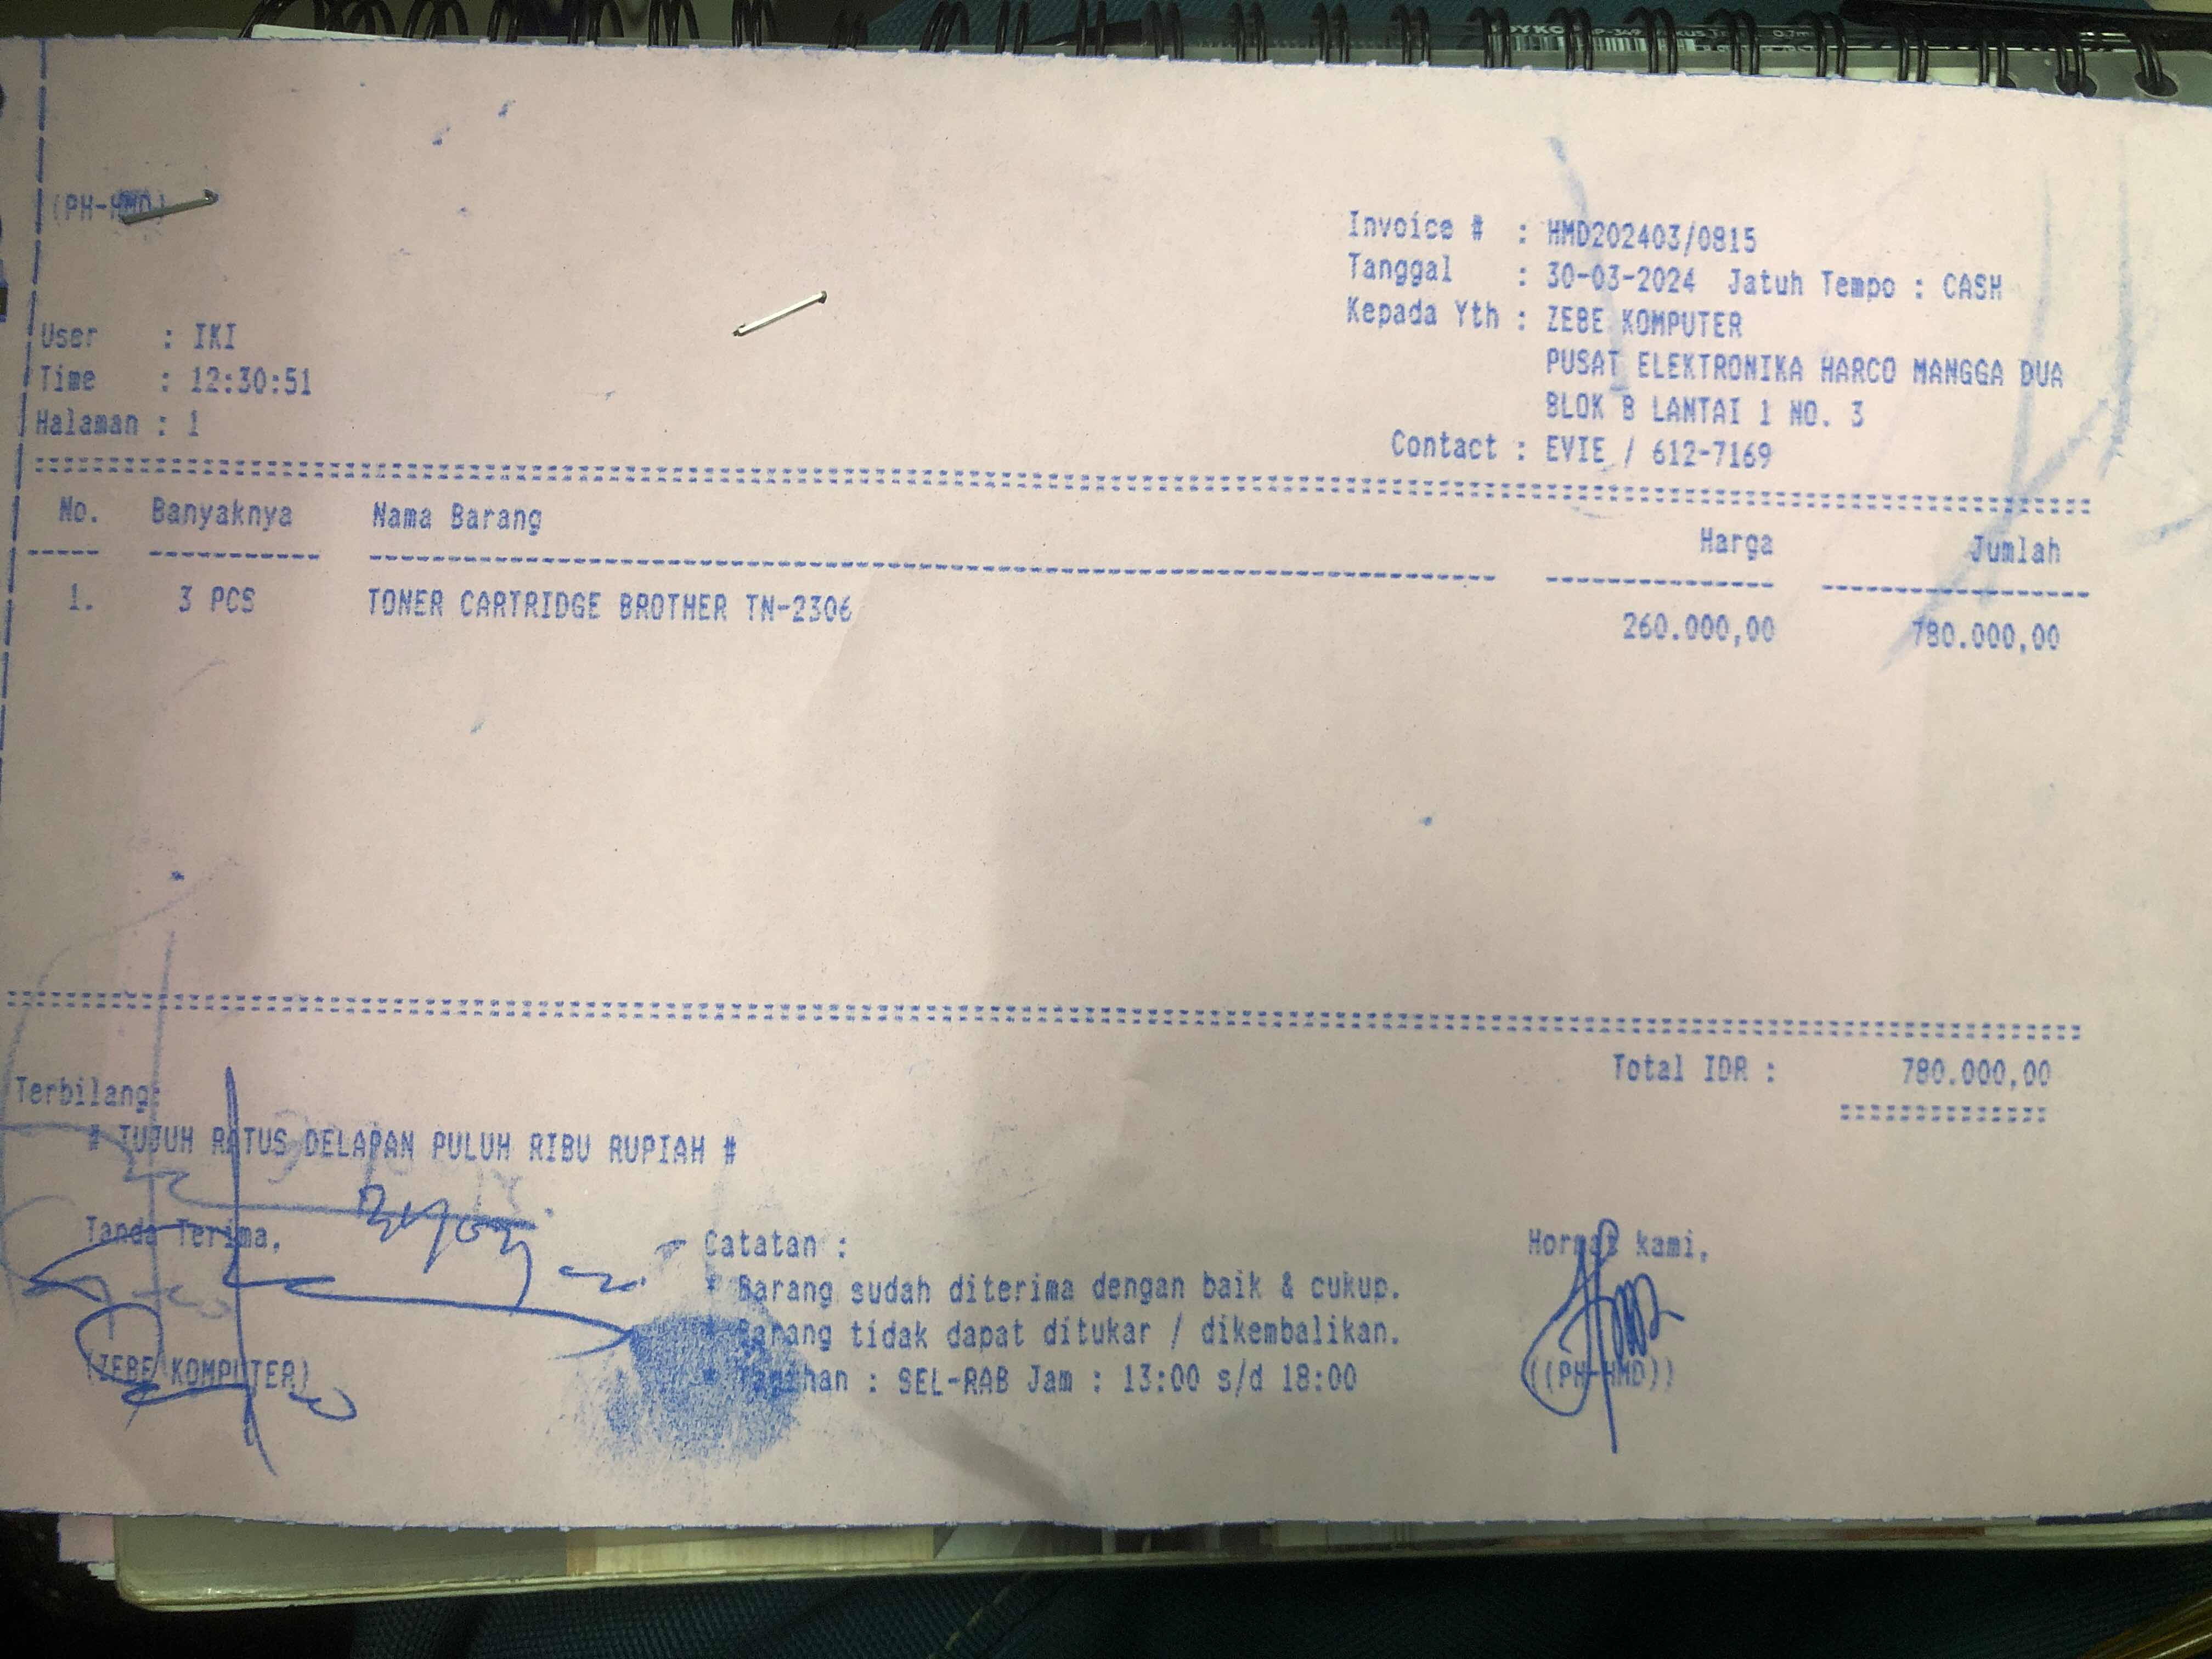 (PH-HMD)
Invoice # : HMD202403/0815
Tanggal : 30-03-2024 Jatuh Tempo : CASH
Kepada Yth : ZEBE KOMPUTER
PUSAT ELEKTRONIKA HARCO MANGGA DUA
BLOK B LANTAI 1 NO. 3
Contact : EVIE / 612-7169
User : IKI
Time : 12:30:51
Halaman : 1
No. Banyaknya Nama Barang Harga Jumlah
1. 3 PCS TONER CARTRIDGE BROTHER TN-2306 260.000,00 780.000,00
Total IDR : 780.000,00
Terbilang:
# TUJUH RATUS DELAPAN PULUH RIBU RUPIAH #
Tanda Terima,
(ZEBE KOMPUTER)
Catatan :
* Barang sudah diterima dengan baik & cukup.
* Barang tidak dapat ditukar / dikembalikan.
* : SEL-RAB Jam : 13:00 s/d 18:00
Hormat kami,
((PH-HMD))